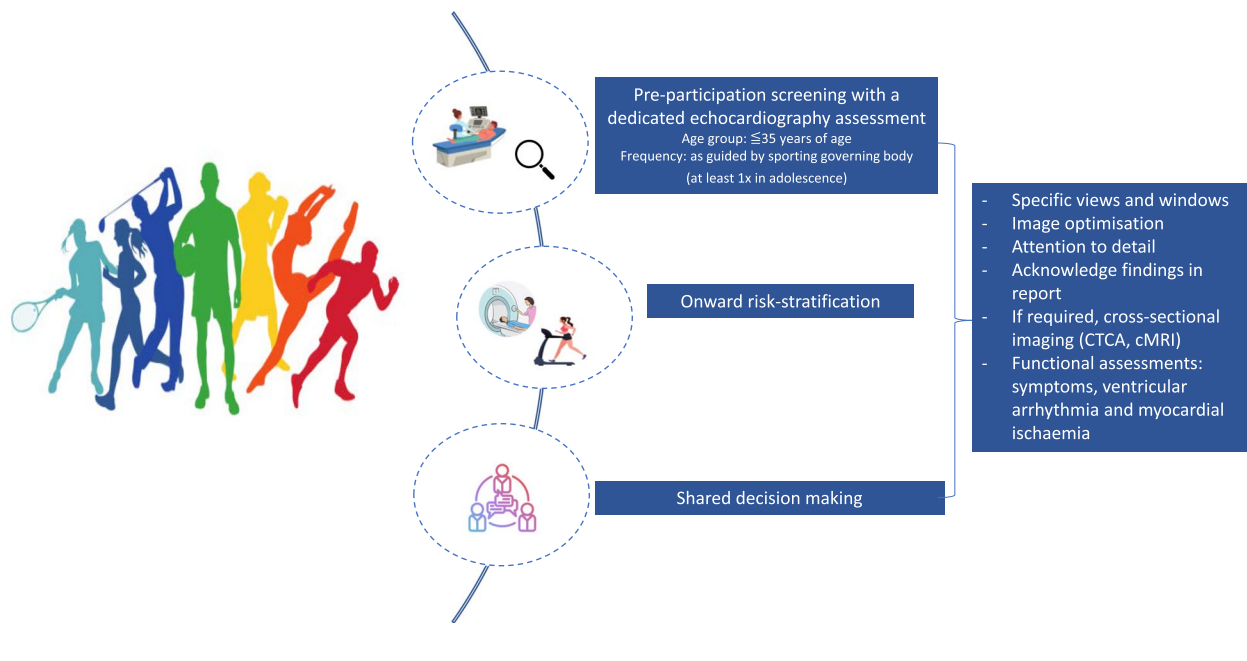 Pre-participation screening with a
dedicated echocardiography assessment
Age group: ≦35 years of age
Frequency: as guided by sporting governing body
(at least 1x in adolescence)
Onward risk-stratification
Shared decision making
- Specific views and windows
- Image optimisation
- Attention to detail
- Acknowledge findings in
report
- If required, cross-sectional
imaging (CTCA, cMRI)
- Functional assessments:
symptoms, ventricular
arrhythmia and myocardial
ischaemia